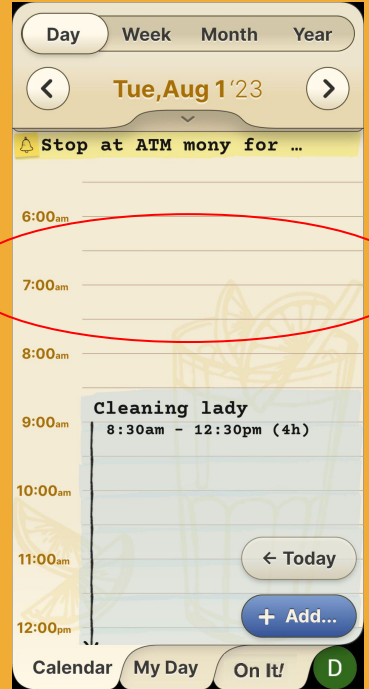 Day Week Month Year
Tue,Aug 1 '23
Stop at ATM mony for …
6:00am
7:00am
8:00am
Cleaning lady
9:00am 8:30am - 12:30pm (4h)
10:00am
11:00am ← Today
+ Add...
12:00pm
Calendar My Day On It! D